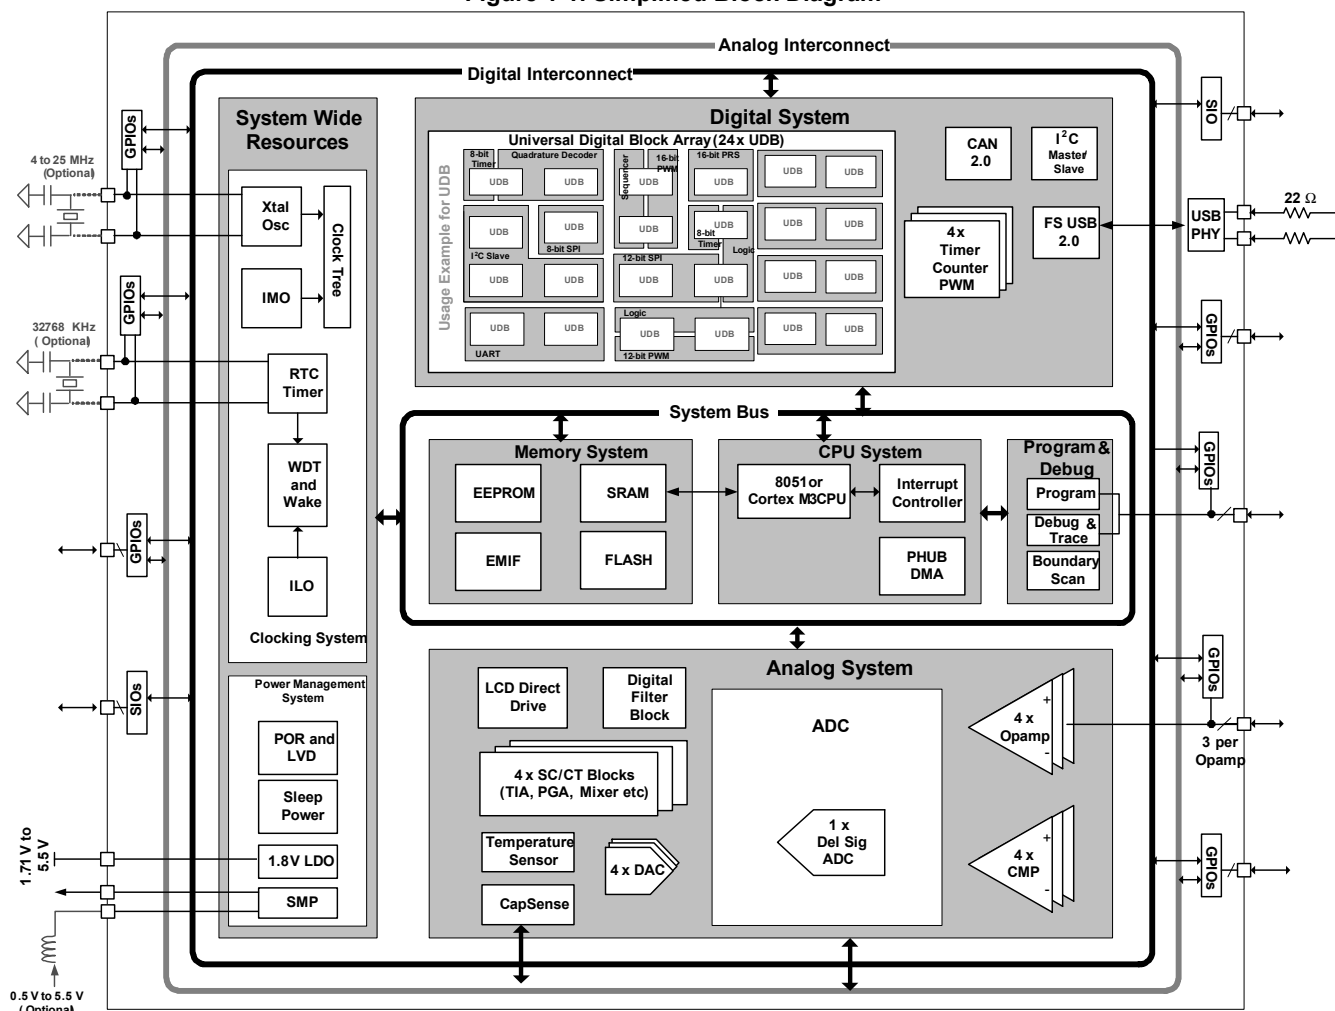 Figure 1-1. Simplified Block Diagram
Analog Interconnect
Digital Interconnect
System Wide
Resources
Digital System
Universal Digital Block Array (24x UDB)
Usage Example for UDB
8-bit
Timer
Quadrature Decoder
Sequencer
16-bit
PWM
16-bit PRS
UDB
UDB
UDB
UDB
UDB
UDB
UDB
UDB
UDB
UDB
UDB
UDB
I2C Slave
8-bit SPI
8-bit
Timer
Logic
12-bit SPI
UDB
UDB
UDB
UDB
UDB
UDB
Logic
UDB
UDB
UDB
UDB
UDB
UDB
UART
12-bit PWM
CAN
2.0
I2C
Master/
Slave
4x
Timer
Counter
PWM
FS USB
2.0
USB
PHY
22 Ω
SIO
GPIOs
GPIOs
GPIOs
3 per
Opamp
GPIOs
GPIOs
4 to 25 MHz
(Optional)
GPIOs
32768 KHz
(Optional)
GPIOs
SIOs
1.71 V to
5.5 V
0.5 V to 5.5 V
(Optional)
Xtal
Osc
Clock Tree
IMO
RTC
Timer
WDT
and
Wake
ILO
Clocking System
Power Management
System
POR and
LVD
Sleep
Power
1.8V LDO
SMP
System Bus
Memory System
EEPROM
SRAM
EMIF
FLASH
CPU System
8051 or
Cortex M3CPU
Interrupt
Controller
PHUB
DMA
Program &
Debug
Program
Debug &
Trace
Boundary
Scan
Analog System
LCD Direct
Drive
Digital
Filter
Block
4 x SC/CT Blocks
(TIA, PGA, Mixer etc)
Temperature
Sensor
4 x DAC
CapSense
ADC
1 x
Del Sig
ADC
4 x
Opamp
+
-
4 x
CMP
+
-